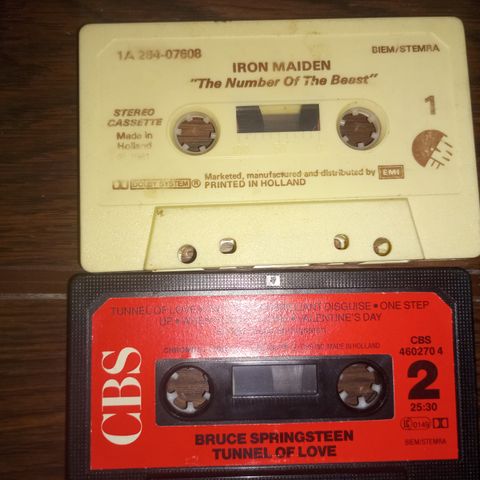 1A 264-07608
BIEM/STEMRA
IRON MAIDEN
"The Number Of The Beast"
STEREO
CASSETTE
1
Made in
Holland
EMI
DOLBY SYSTEM ®
Marketed, manufactured and distributed by EMI
PRINTED IN HOLLAND
TUNNEL OF LOVE DISGUISE • ONE STEP
UP • VALENTINE'S DAY
MADE IN HOLLAND
CBS
CBS
460270 4
2
25:30
BIEM/STEMRA
BRUCE SPRINGSTEEN
TUNNEL OF LOVE